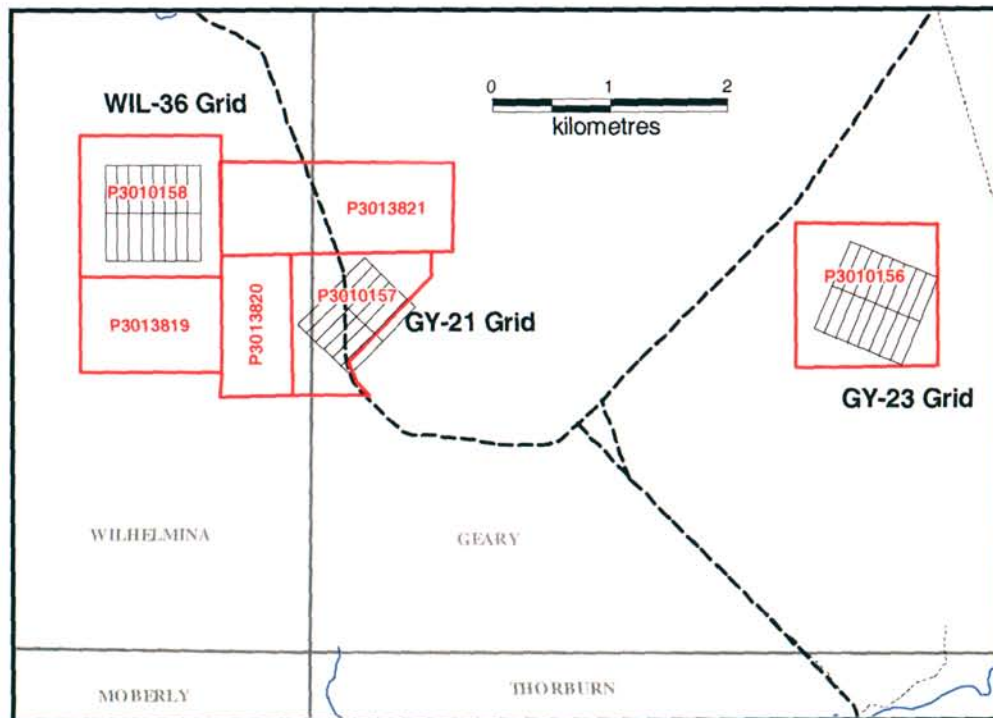 0 1 2
kilometres
WIL-36 Grid
P3010158
P3013821
P3010156
P3010157
GY-21 Grid
P3013819
P3013820
GY-23 Grid
WILHELMINA
GEARY
MOBERLY
THORBURN